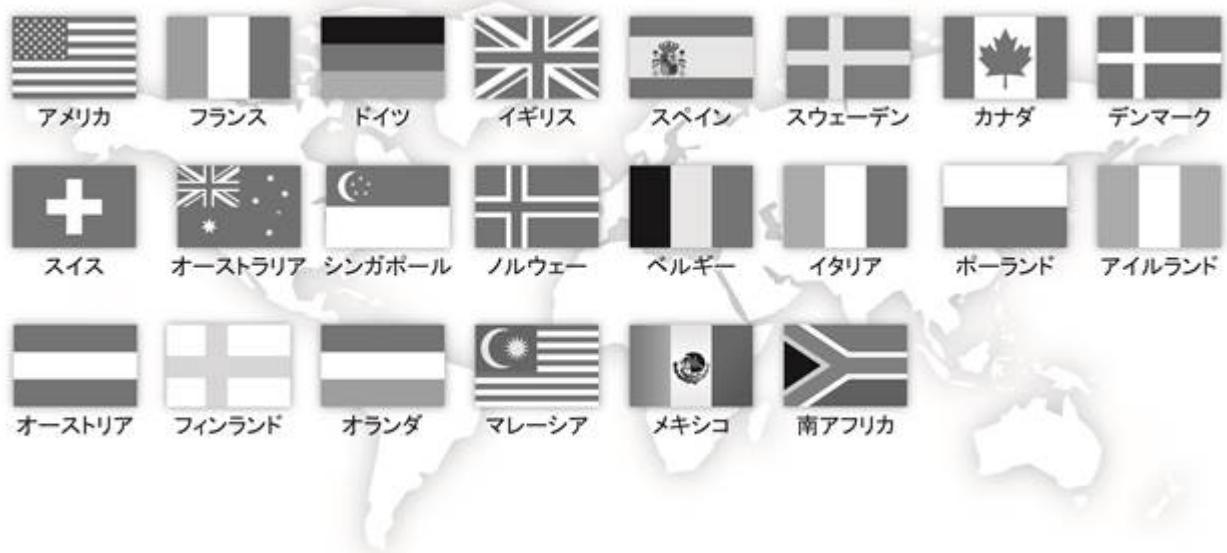 アメリカ フランス ドイツ イギリス スペイン スウェーデン カナダ デンマーク
スイス オーストラリア シンガポール ノルウェー ベルギー イタリア ポーランド アイルランド
オーストリア フィンランド オランダ マレーシア メキシコ 南アフリカ